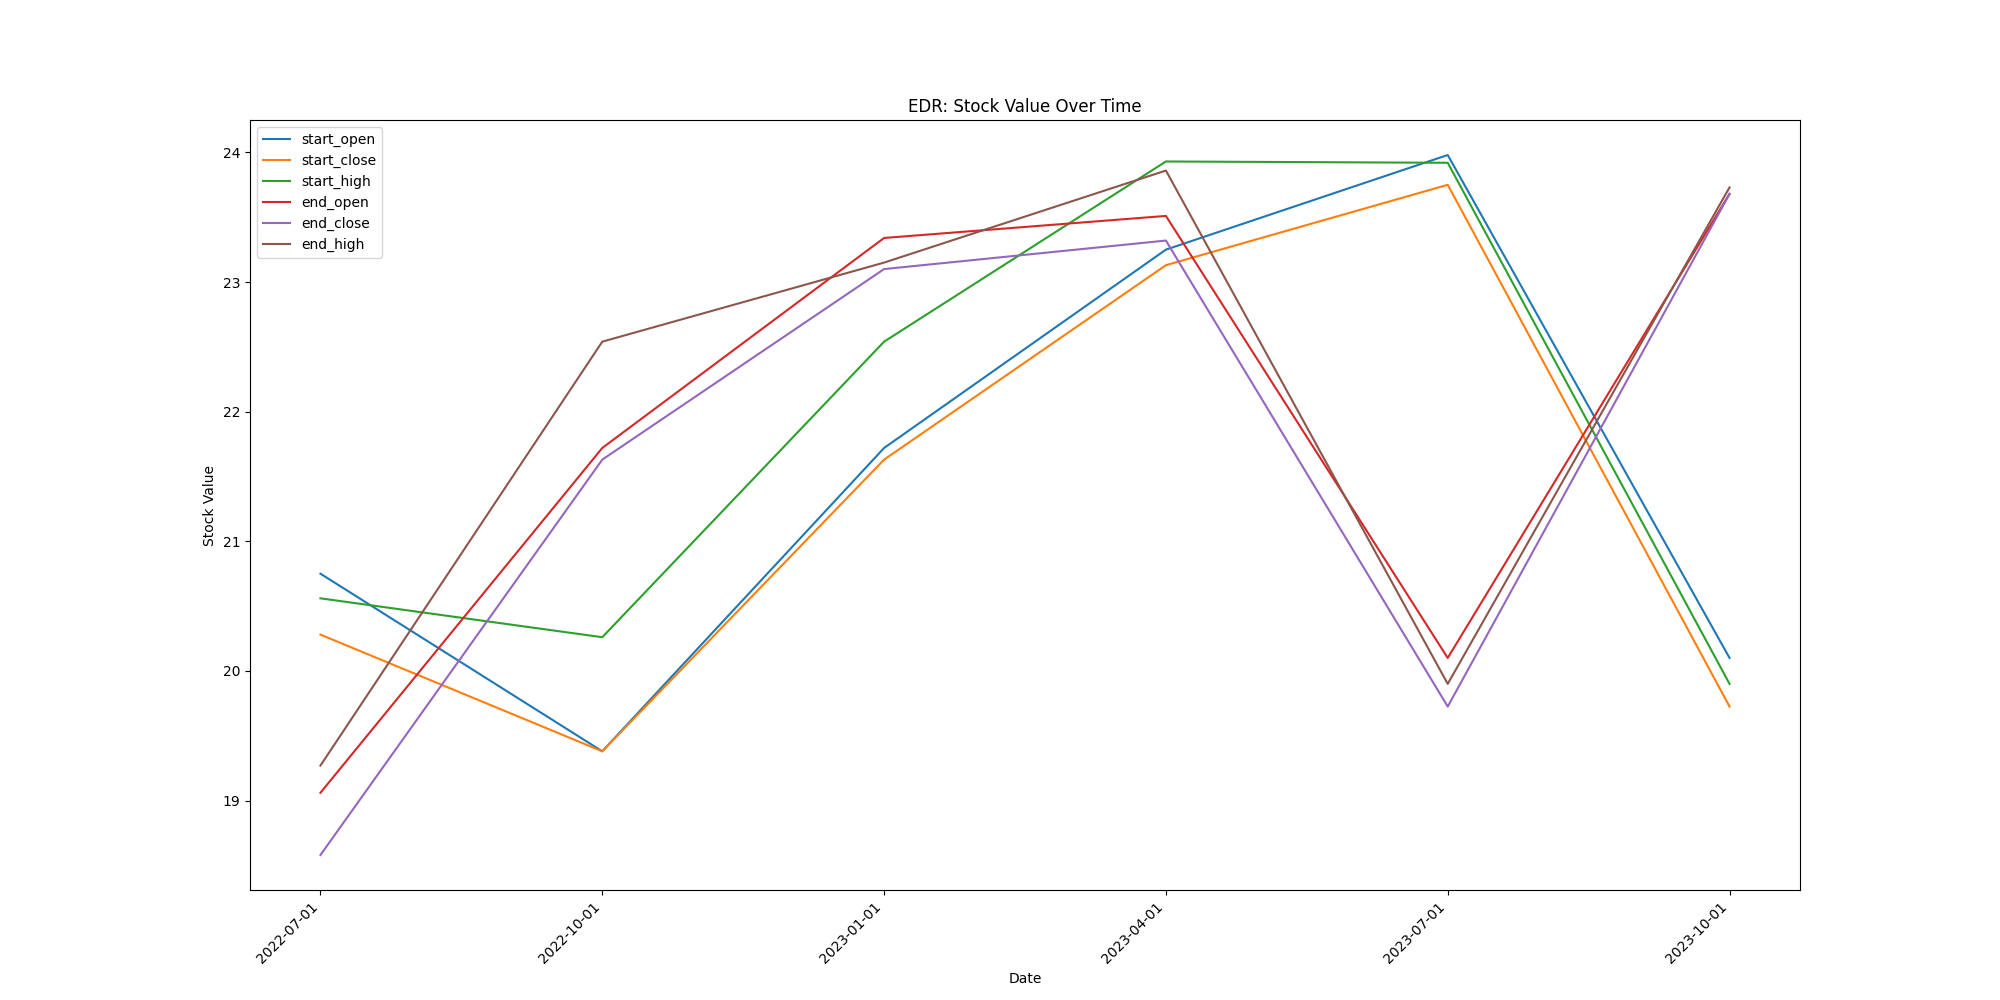 EDR: Stock Value Over Time
start_open
start_close
start_high
end_open
end_close
end_high
24
23
22
21
20
19
Stock Value
2022-07-01
2022-10-01
2023-01-01
2023-04-01
2023-07-01
2023-10-01
Date